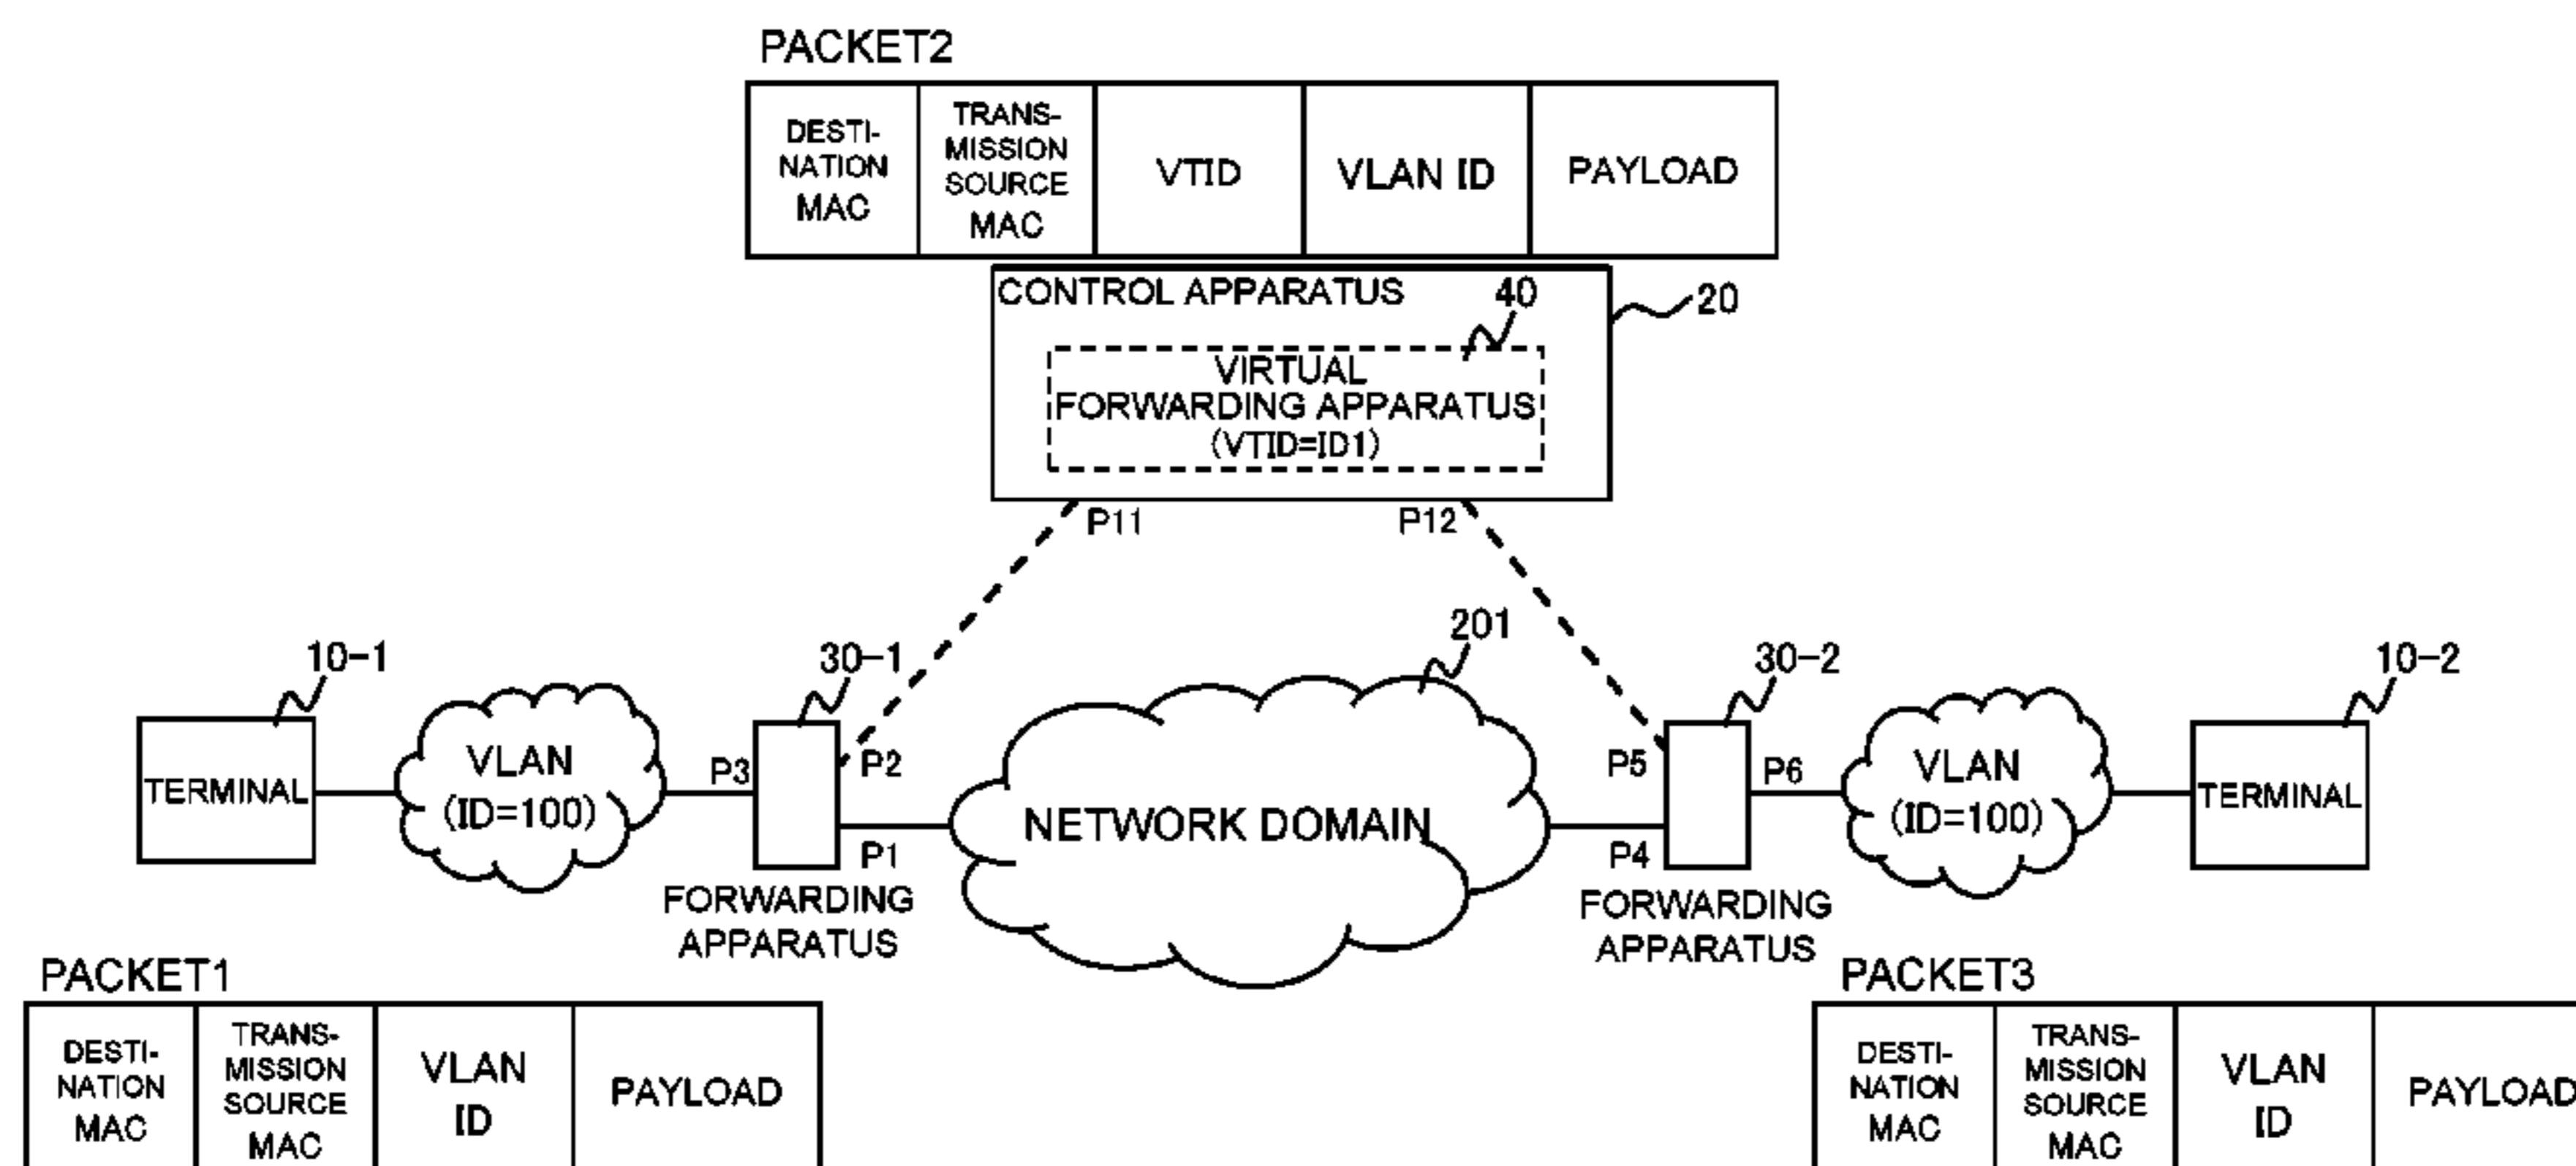 PACKET2
DESTI-
NATION
MAC
TRANS-
MISSION
SOURCE
MAC
VTID
VLAN ID
PAYLOAD
CONTROL APPARATUS
40
20
VIRTUAL
FORWARDING APPARATUS
(VTID=ID1)
P11
P12
201
10-1
30-1
30-2
10-2
TERMINAL
VLAN
(ID=100)
P3
P2
P1
NETWORK DOMAIN
P5
P4
P6
VLAN
(ID=100)
TERMINAL
FORWARDING
APPARATUS
FORWARDING
APPARATUS
PACKET1
DESTI-
NATION
MAC
TRANS-
MISSION
SOURCE
MAC
VLAN
ID
PAYLOAD
PACKET3
DESTI-
NATION
MAC
TRANS-
MISSION
SOURCE
MAC
VLAN
ID
PAYLOAD